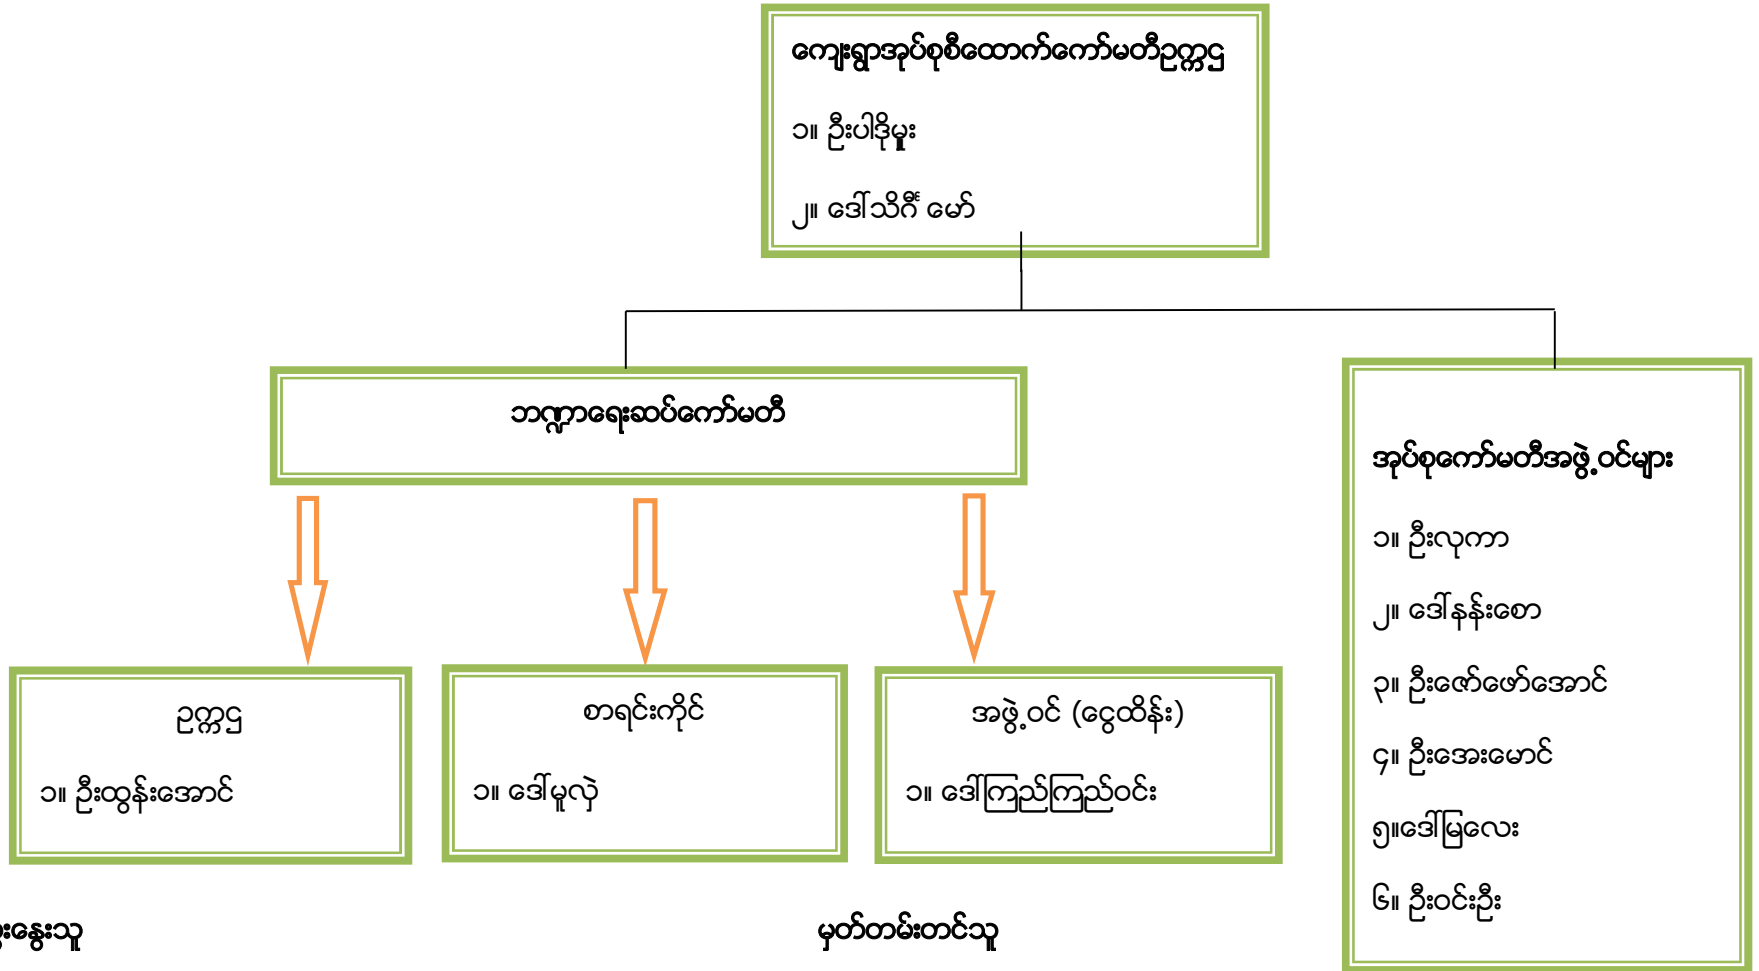 ကျေးရွာအုပ်စုစီထောက်ကော်မတီဥက္ကဌ
၁။ ဦးပါဒိုမူး
၂။ ဒေါ်သိင်္ဂီ မော်
ဘဏ္ဍာရေးဆပ်ကော်မတီ
အုပ်စုကော်မတီအဖွဲ့ဝင်များ
၁။ ဦးလုကာ
၂။ ဒေါ်နန်းစော
၃။ ဦးဇော်ဖော်အောင်
၄။ ဦးအေးမောင်
၅။ဒေါ်မြလေး
၆။ ဦးဝင်းဦး
ဥက္ကဌ
၁။ ဦးထွန်းအောင်
စာရင်းကိုင်
၁။ ဒေါ်မူလှဲ
အဖွဲ့ဝင် (ငွေထိန်း)
၁။ ဒေါ်ကြည်ကြည်ဝင်း
မှတ်တမ်းတင်သူ